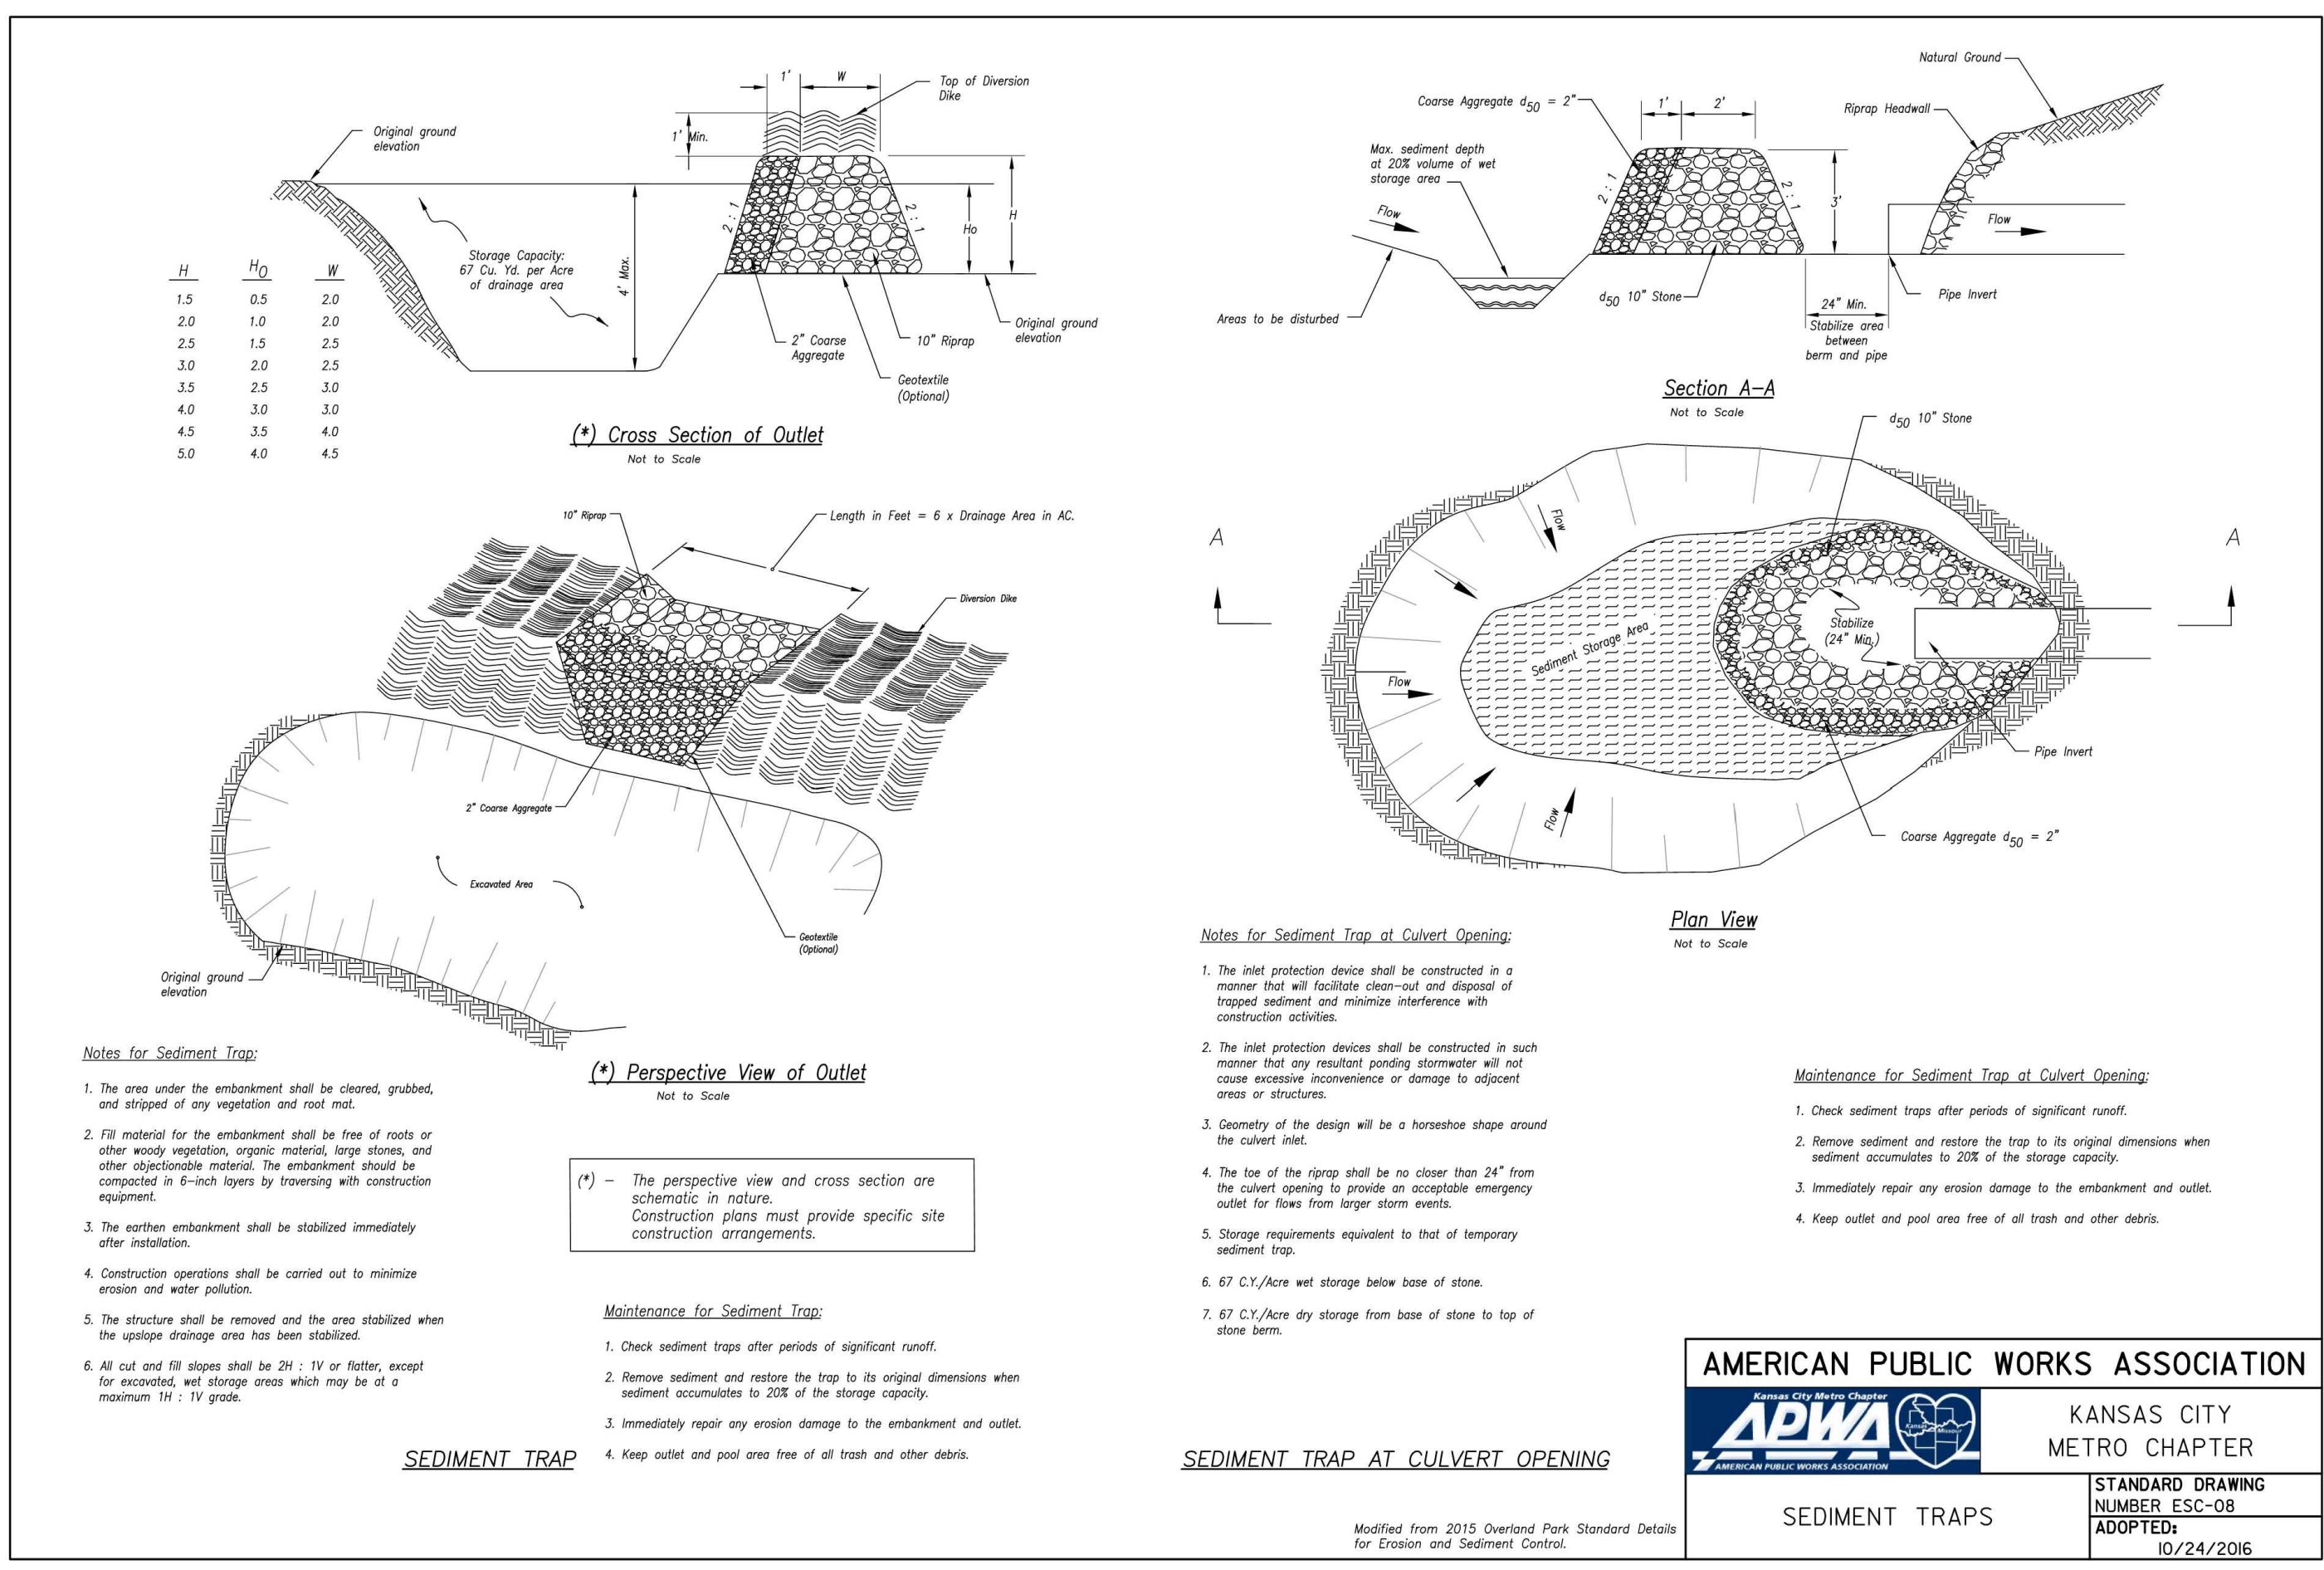 1'
W
Top of Diversion
Dike
Original ground
elevation
1' Min.
2 : 1
2 : 1
H
Ho
4' Max.
Storage Capacity:
67 Cu. Yd. per Acre
of drainage area
Original ground
elevation
2" Coarse
Aggregate
10" Riprap
Geotextile
(Optional)
H HO W
1.5 0.5 2.0
2.0 1.0 2.0
2.5 1.5 2.5
3.0 2.0 2.5
3.5 2.5 3.0
4.0 3.0 3.0
4.5 3.5 4.0
5.0 4.0 4.5
(*) Cross Section of Outlet
Not to Scale
10" Riprap
Length in Feet = 6 x Drainage Area in AC.
Diversion Dike
2" Coarse Aggregate
Excavated Area
Geotextile
(Optional)
Original ground
elevation
(*) Perspective View of Outlet
Not to Scale
Notes for Sediment Trap:
1. The area under the embankment shall be cleared, grubbed,
and stripped of any vegetation and root mat.
2. Fill material for the embankment shall be free of roots or
other woody vegetation, organic material, large stones, and
other objectionable material. The embankment should be
compacted in 6-inch layers by traversing with construction
equipment.
3. The earthen embankment shall be stabilized immediately
after installation.
4. Construction operations shall be carried out to minimize
erosion and water pollution.
5. The structure shall be removed and the area stabilized when
the upslope drainage area has been stabilized.
6. All cut and fill slopes shall be 2H : 1V or flatter, except
for excavated, wet storage areas which may be at a
maximum 1H : 1V grade.
(*) - The perspective view and cross section are
schematic in nature.
Construction plans must provide specific site
construction arrangements.
Maintenance for Sediment Trap:
1. Check sediment traps after periods of significant runoff.
2. Remove sediment and restore the trap to its original dimensions when
sediment accumulates to 20% of the storage capacity.
3. Immediately repair any erosion damage to the embankment and outlet.
4. Keep outlet and pool area free of all trash and other debris.
SEDIMENT TRAP
Natural Ground
Coarse Aggregate d50 = 2"
1'
2'
Riprap Headwall
Max. sediment depth
at 20% volume of wet
storage area
Flow
2 : 1
2 : 1
3'
Flow
d50 10" Stone
Areas to be disturbed
24" Min.
Stabilize area
between
berm and pipe
Pipe Invert
Section A-A
Not to Scale
d50 10" Stone
A
A
Flow
Flow
Flow
Sediment Storage Area
Stabilize
(24" Min.)
Pipe Invert
Coarse Aggregate d50 = 2"
Plan View
Not to Scale
Notes for Sediment Trap at Culvert Opening:
1. The inlet protection device shall be constructed in a
manner that will facilitate clean-out and disposal of
trapped sediment and minimize interference with
construction activities.
2. The inlet protection devices shall be constructed in such
manner that any resultant ponding stormwater will not
cause excessive inconvenience or damage to adjacent
areas or structures.
3. Geometry of the design will be a horseshoe shape around
the culvert inlet.
4. The toe of the riprap shall be no closer than 24" from
the culvert opening to provide an acceptable emergency
outlet for flows from larger storm events.
5. Storage requirements equivalent to that of temporary
sediment trap.
6. 67 C.Y./Acre wet storage below base of stone.
7. 67 C.Y./Acre dry storage from base of stone to top of
stone berm.
Maintenance for Sediment Trap at Culvert Opening:
1. Check sediment traps after periods of significant runoff.
2. Remove sediment and restore the trap to its original dimensions when
sediment accumulates to 20% of the storage capacity.
3. Immediately repair any erosion damage to the embankment and outlet.
4. Keep outlet and pool area free of all trash and other debris.
SEDIMENT TRAP AT CULVERT OPENING
Modified from 2015 Overland Park Standard Details
for Erosion and Sediment Control.
AMERICAN PUBLIC WORKS ASSOCIATION
Kansas City Metro Chapter
APWA
Kansas
Missouri
AMERICAN PUBLIC WORKS ASSOCIATION
KANSAS CITY
METRO CHAPTER
SEDIMENT TRAPS
STANDARD DRAWING
NUMBER ESC-08
ADOPTED:
10/24/2016